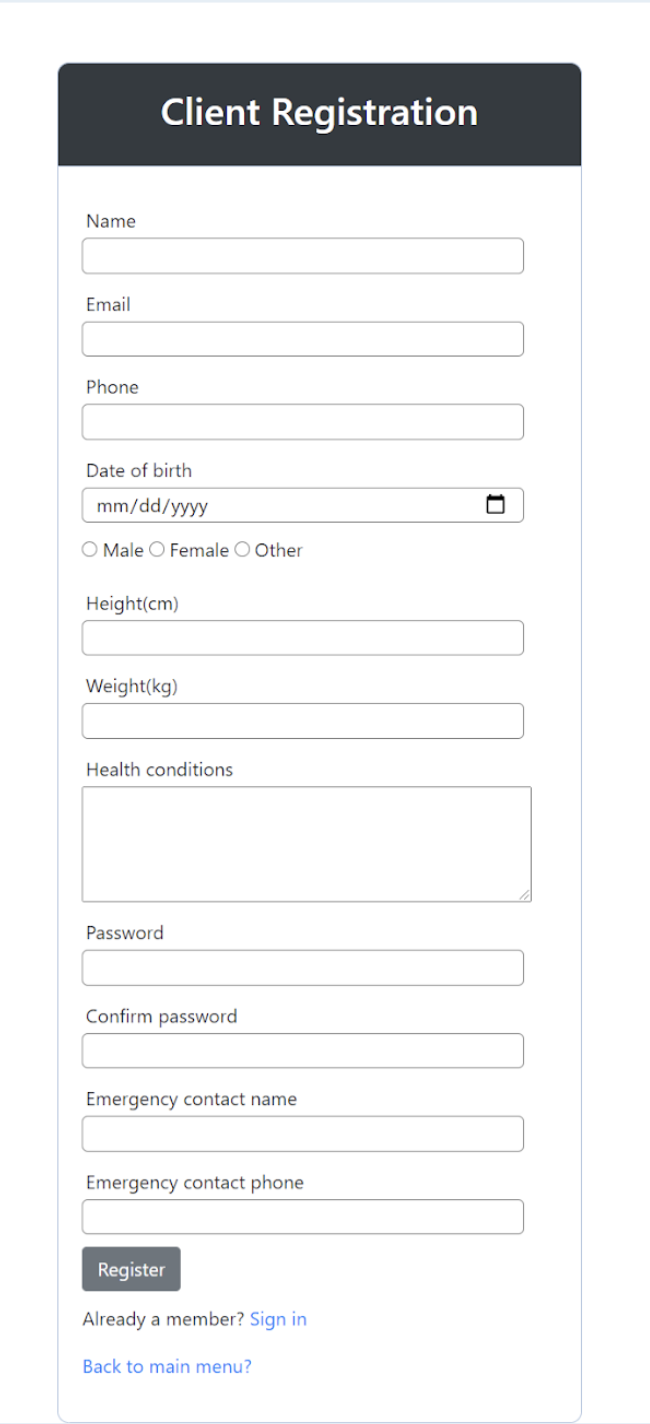 Client Registration
Name
Email
Phone
Date of birth
mm/dd/yyyy
Male Female Other
Height(cm)
Weight(kg)
Health conditions
Password
Confirm password
Emergency contact name
Emergency contact phone
Register
Already a member? Sign in
Back to main menu?